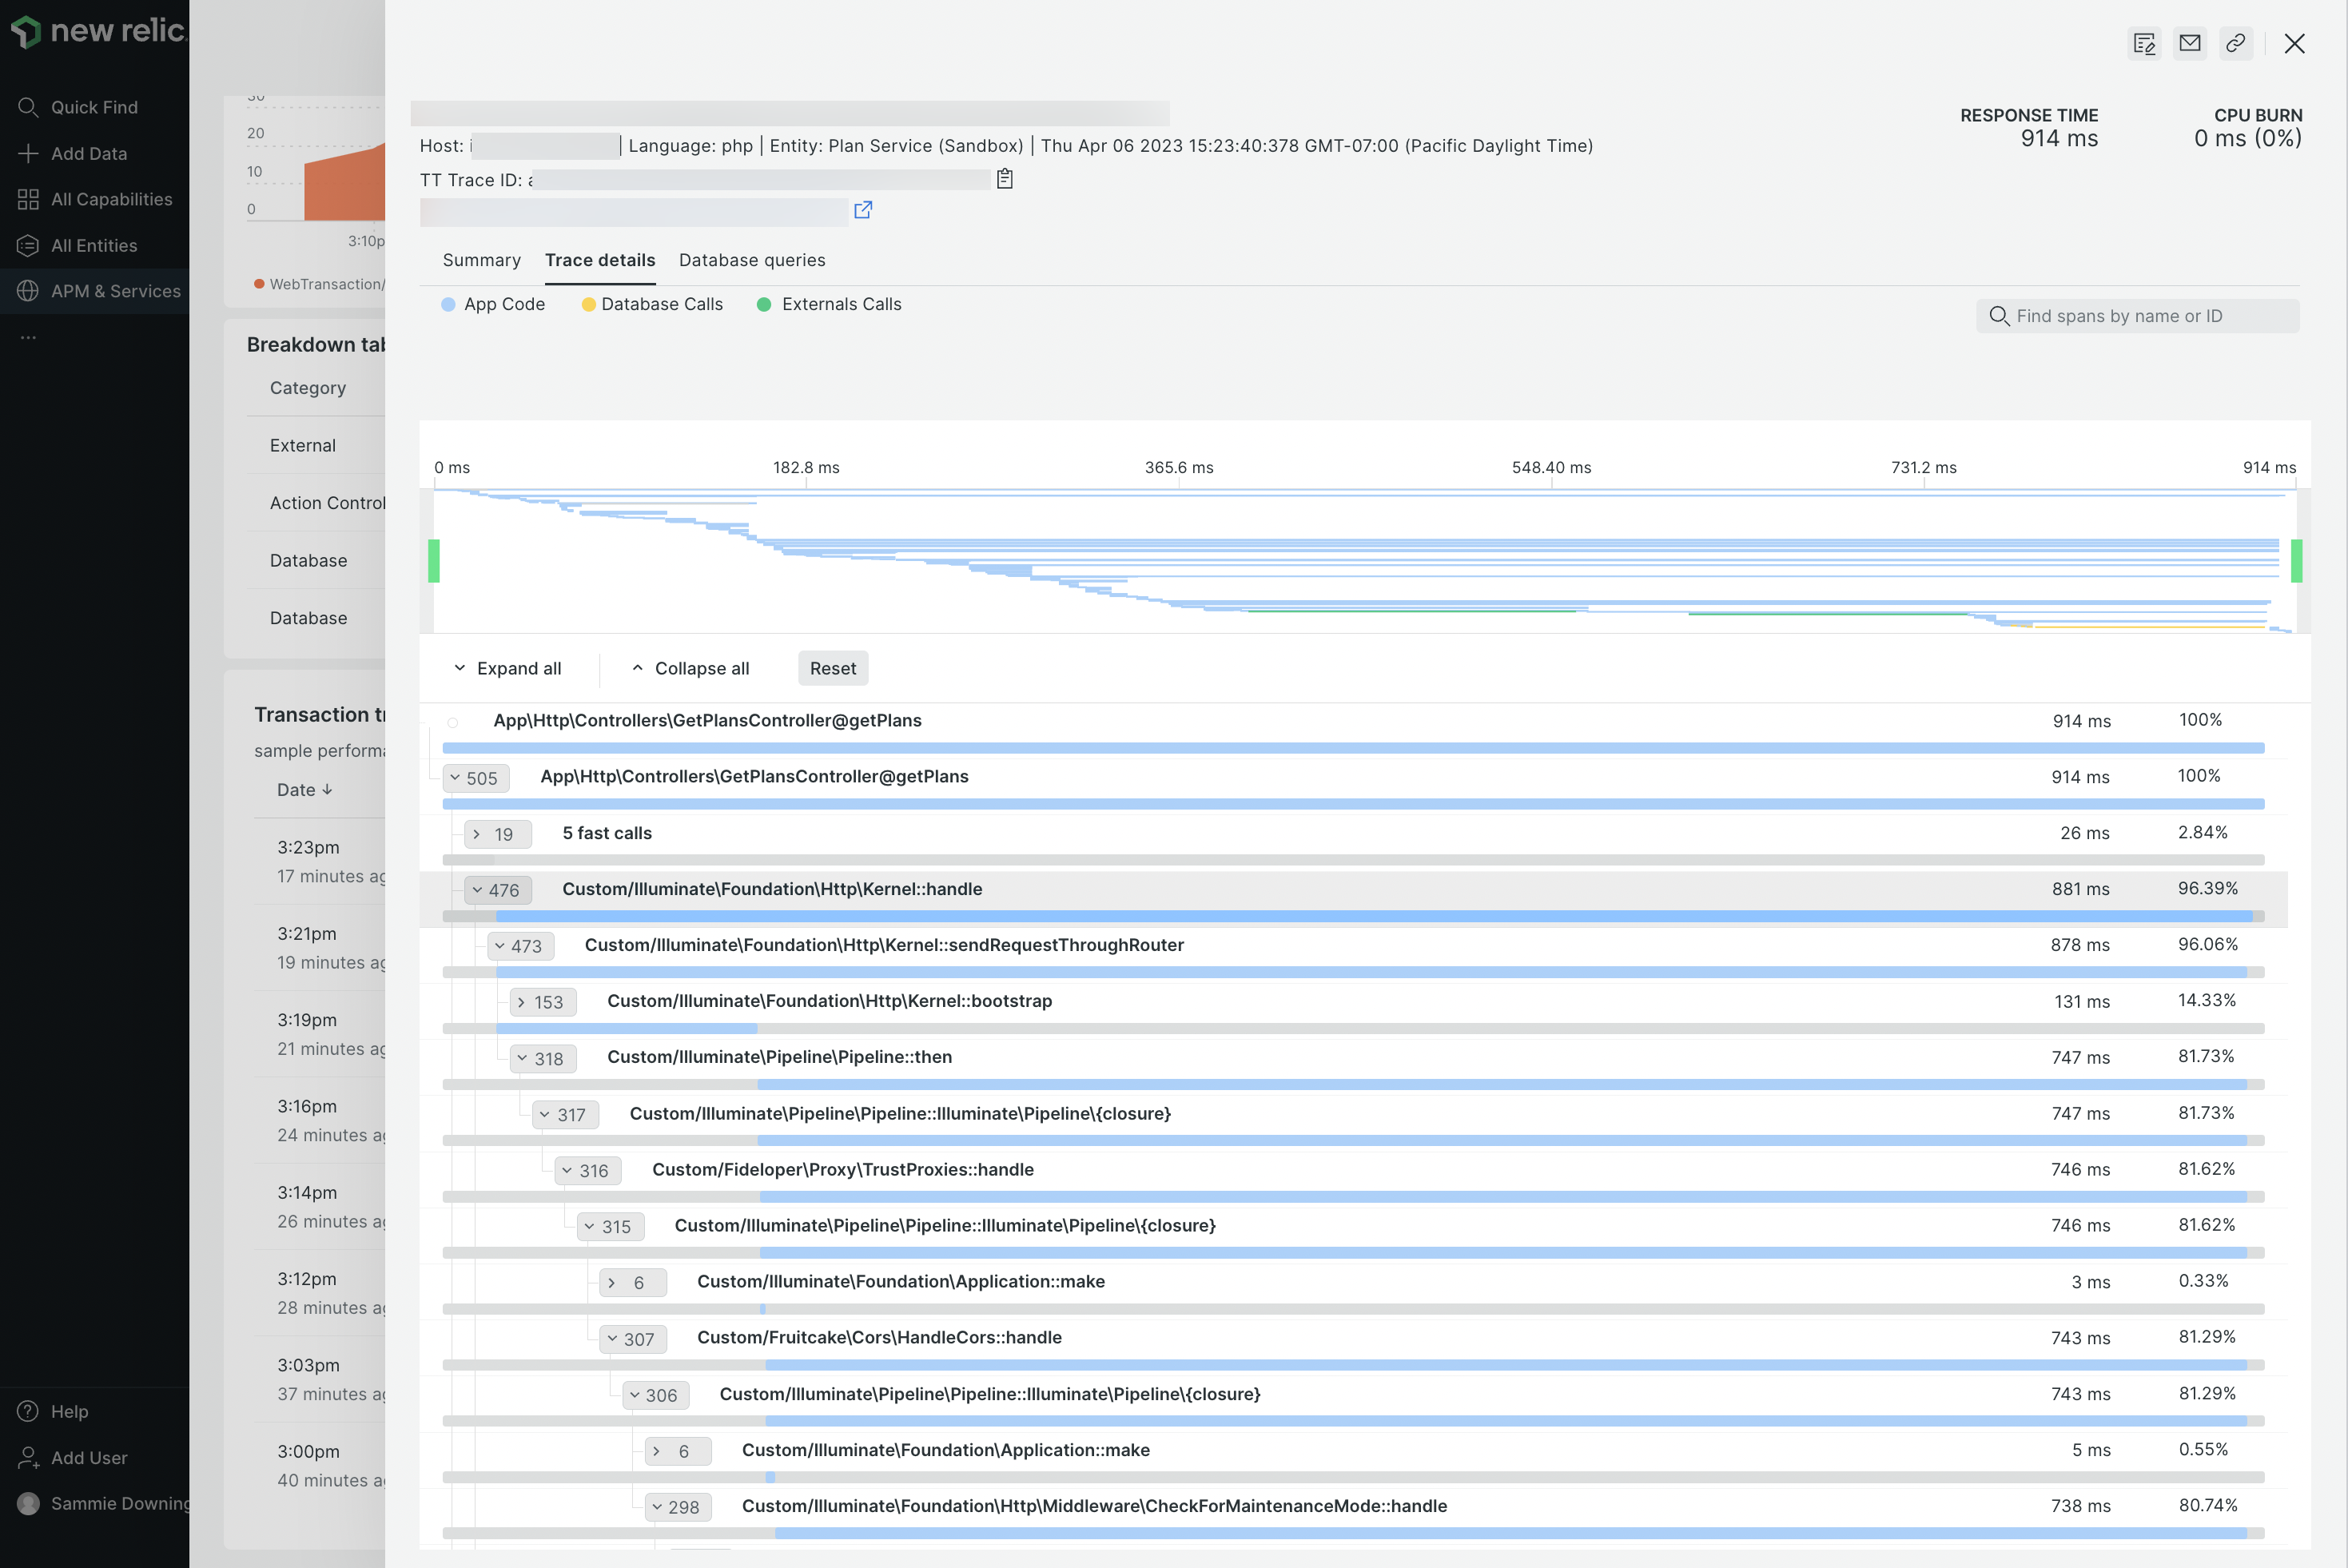 new relic.
Quick Find
Add Data
All Capabilities
All Entities
APM & Services
...
Help
Add User
Sammie Downing
30
20
10
0
3:10p
WebTransaction/
Breakdown tab
Category
External
Action Control
Database
Database
Transaction tr
sample performa
Date ↓
3:23pm
17 minutes ag
3:21pm
19 minutes ag
3:19pm
21 minutes ag
3:16pm
24 minutes ag
3:14pm
26 minutes ag
3:12pm
28 minutes ag
3:03pm
37 minutes ag
3:00pm
40 minutes ag
RESPONSE TIME
914 ms
CPU BURN
0 ms (0%)
Host: | Language: php | Entity: Plan Service (Sandbox) | Thu Apr 06 2023 15:23:40:378 GMT-07:00 (Pacific Daylight Time)
TT Trace ID:
Summary Trace details Database queries
App Code Database Calls Externals Calls
Find spans by name or ID
0 ms 182.8 ms 365.6 ms 548.40 ms 731.2 ms 914 ms
Expand all Collapse all Reset
App\Http\Controllers\GetPlansController@getPlans 914 ms 100%
505 App\Http\Controllers\GetPlansController@getPlans 914 ms 100%
19 5 fast calls 26 ms 2.84%
476 Custom/Illuminate\Foundation\Http\Kernel::handle 881 ms 96.39%
473 Custom/Illuminate\Foundation\Http\Kernel::sendRequestThroughRouter 878 ms 96.06%
153 Custom/Illuminate\Foundation\Http\Kernel::bootstrap 131 ms 14.33%
318 Custom/Illuminate\Pipeline\Pipeline::then 747 ms 81.73%
317 Custom/Illuminate\Pipeline\Pipeline::Illuminate\Pipeline\{closure} 747 ms 81.73%
316 Custom/Fideloper\Proxy\TrustProxies::handle 746 ms 81.62%
315 Custom/Illuminate\Pipeline\Pipeline::Illuminate\Pipeline\{closure} 746 ms 81.62%
6 Custom/Illuminate\Foundation\Application::make 3 ms 0.33%
307 Custom/Fruitcake\Cors\HandleCors::handle 743 ms 81.29%
306 Custom/Illuminate\Pipeline\Pipeline::Illuminate\Pipeline\{closure} 743 ms 81.29%
6 Custom/Illuminate\Foundation\Application::make 5 ms 0.55%
298 Custom/Illuminate\Foundation\Http\Middleware\CheckForMaintenanceMode::handle 738 ms 80.74%